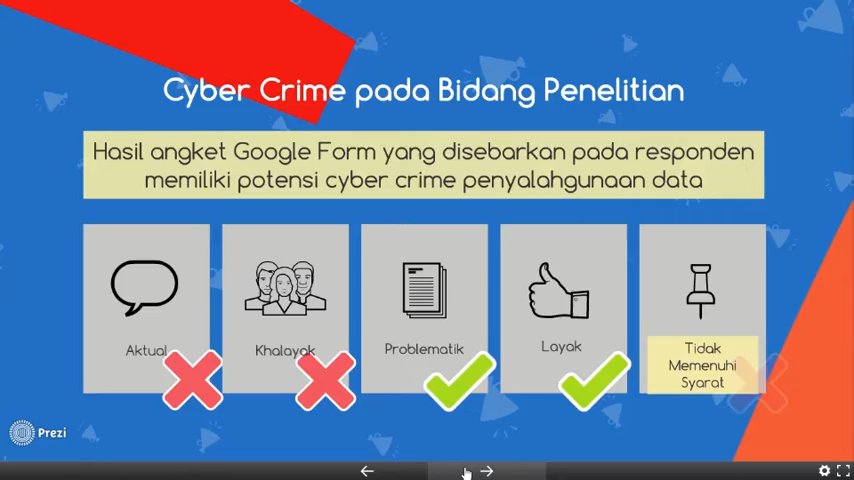 Cyber Crime pada Bidang Penelitian
Hasil angket Google Form yang disebarkan pada responden
memiliki potensi cyber crime penyalahgunaan data
Aktual
Khalayak
Problematik
Layak
Tidak
Memenuhi
Syarat
Prezi